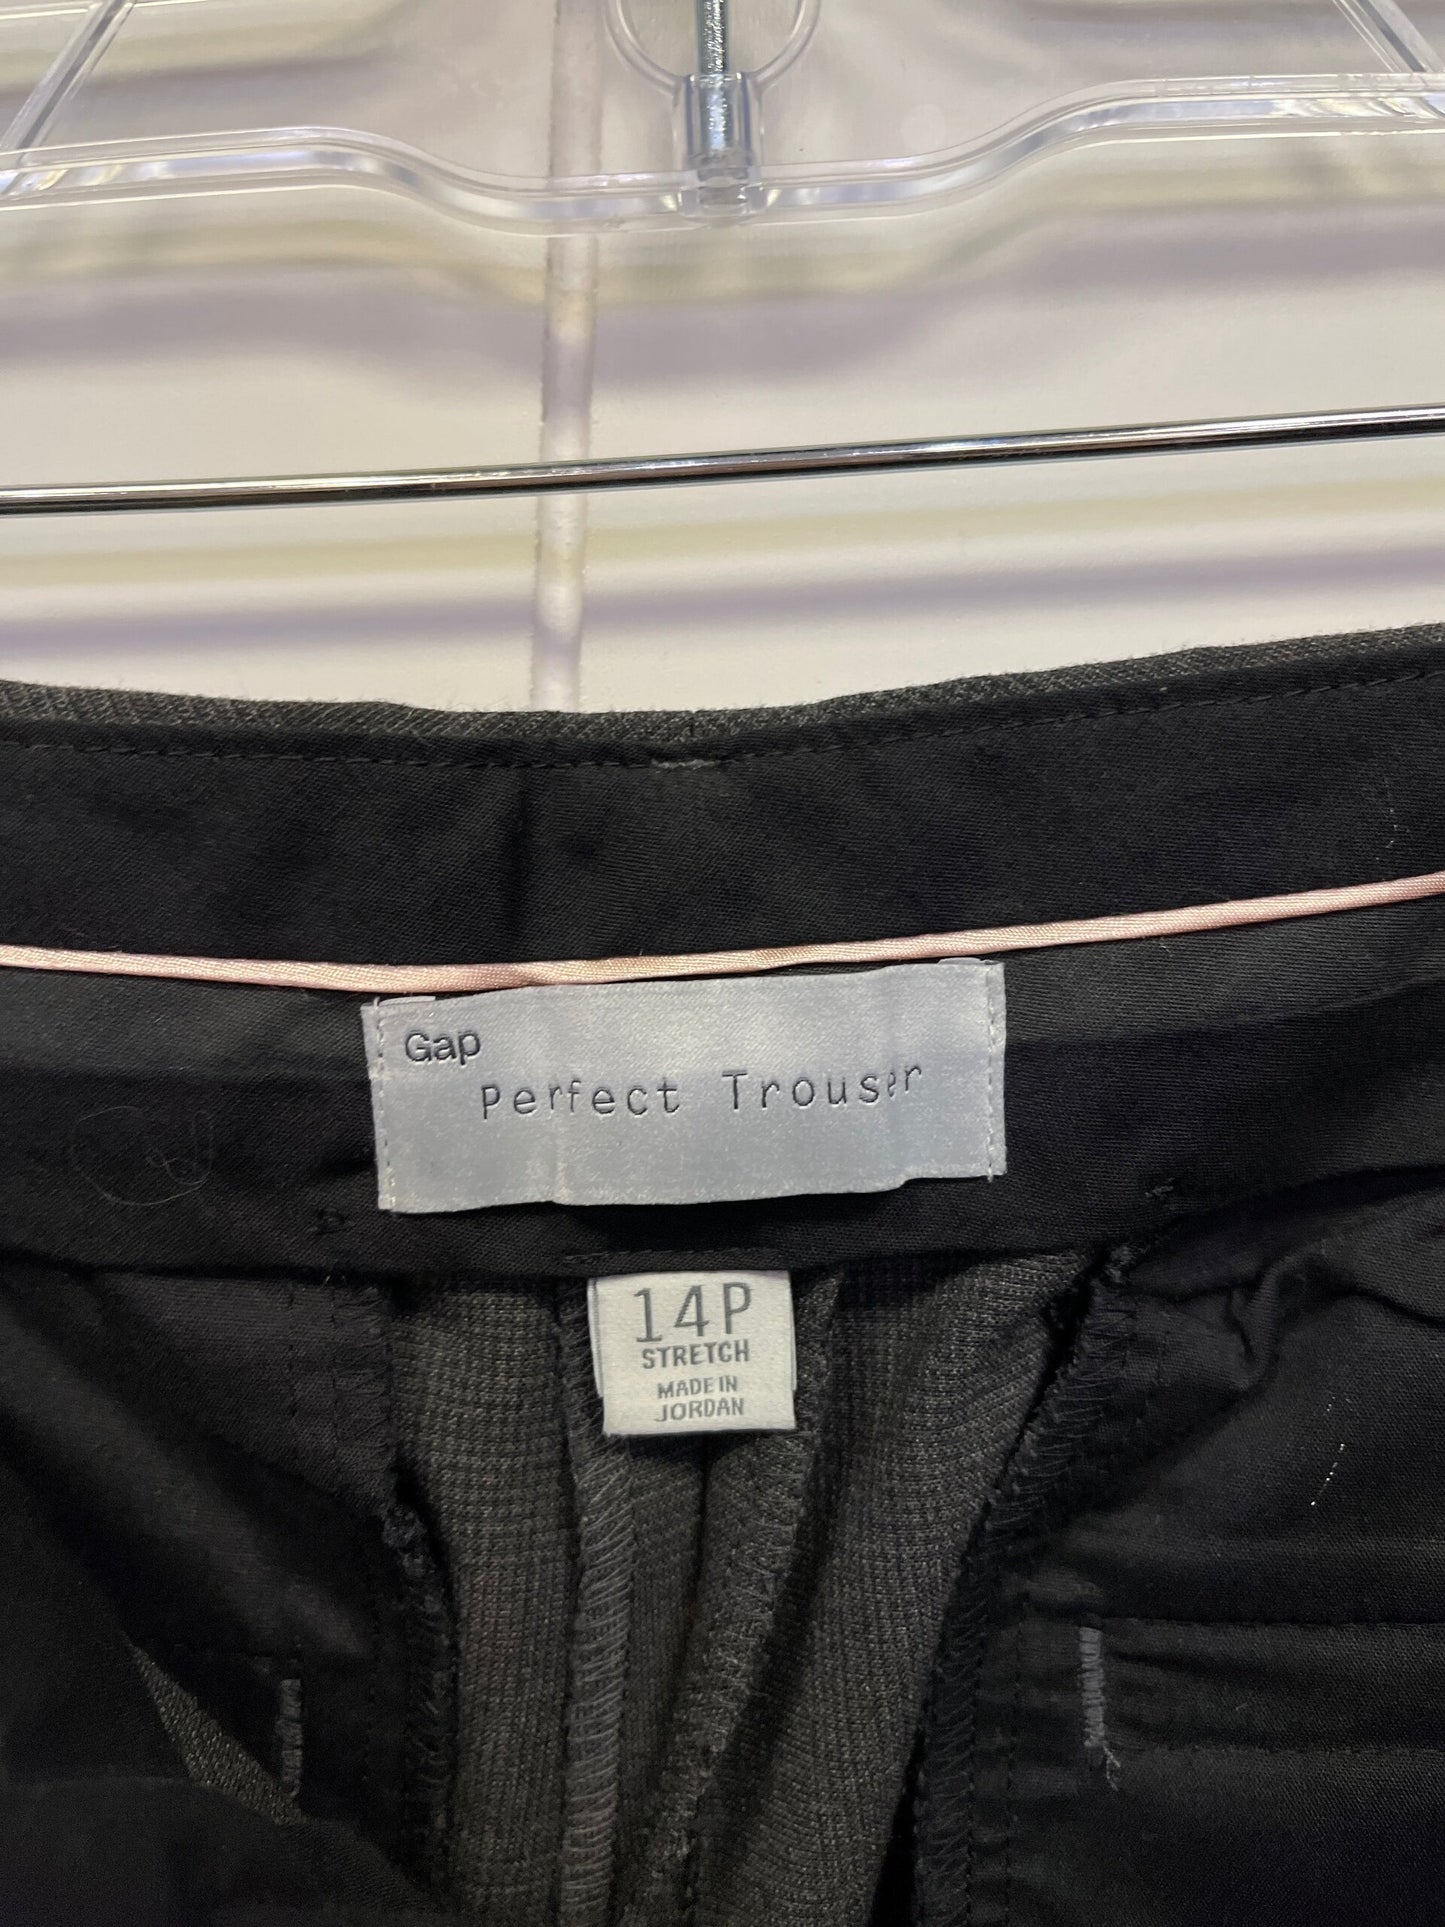 Gap
Perfect Trouser
14P
STRETCH
MADE IN
JORDAN